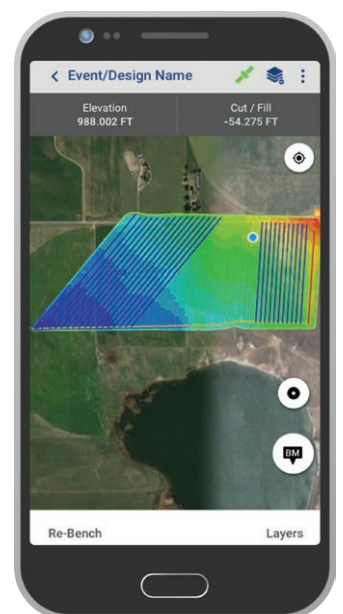 Event/Design Name
Elevation
Cut / Fill
988.002 FT
-54.275 FT
BM
Re-Bench
Layers